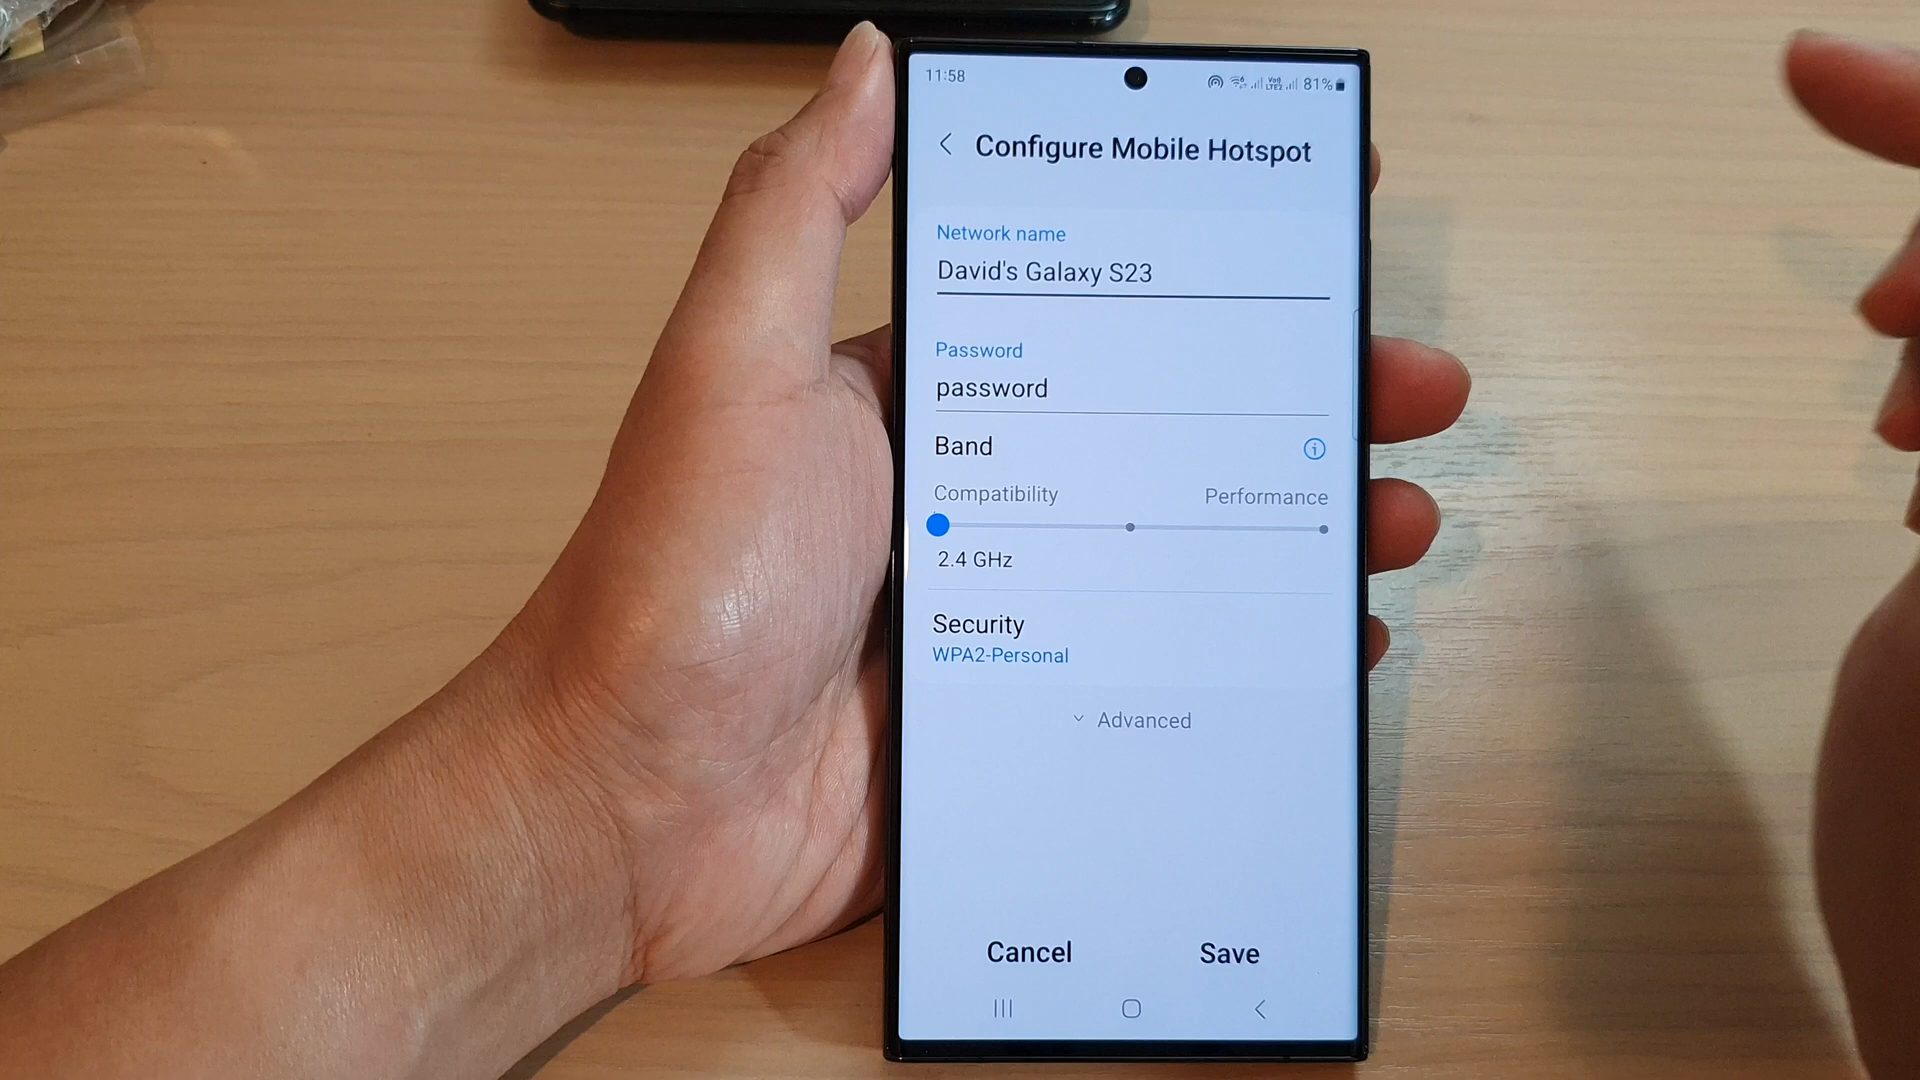 11:58
81%
Configure Mobile Hotspot
Network name
David's Galaxy S23
Password
password
Band
Compatibility Performance
2.4 GHz
Security
WPA2-Personal
Advanced
Cancel Save